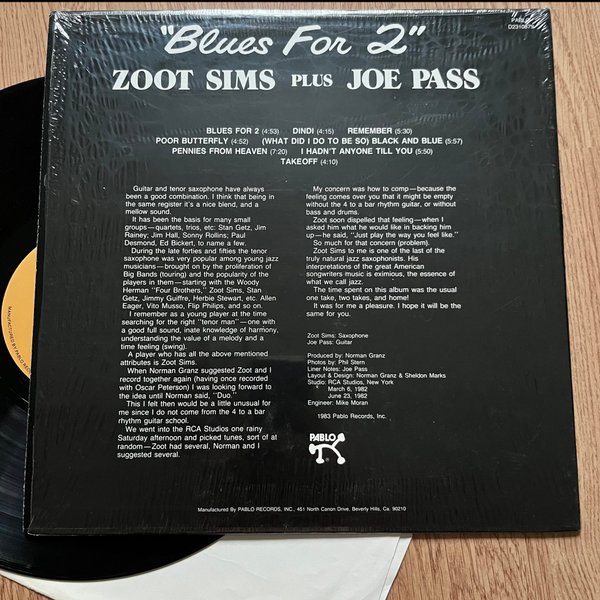 PABLO
"Blues For 2"
ZOOT SIMS PLUS JOE PASS
BLUES FOR 2 (4:53) DINDI (4:15) REMEMBER (5:30)
POOR BUTTERFLY (4:52) (WHAT DID I DO TO BE SO) BLACK AND BLUE (5:57)
PENNIES FROM HEAVEN (7:20) I HADN'T ANYONE TILL YOU (5:50)
TAKEOFF (4:10)
Guitar and tenor saxophone have always
been a good combination. I think that being in
the same register it's a nice blend, and a
mellow sound.
It has been the basis for many small
groups—quartets, trios, etc: Stan Getz, Jim
Rainey; Jim Hall, Sonny Rollins; Paul
Desmond, Ed Bickert, to name a few.
During the late forties and fifties the tenor
saxophone was very popular among young jazz
musicians—brought on by the proliferation of
Big Bands (touring) and the popularity of the
players in them—starting with the Woody
Herman "Four Brothers," Zoot Sims, Stan
Getz, Jimmy Guiffre, Herbie Stewart, etc. Allen
Eager, Vito Musso, Flip Philips, and so on.
I remember as a young player at the time
searching for the right "tenor man"—one with
a good full sound, inate knowledge of harmony,
understanding the value of a melody and a
time feeling (swing).
A player who has all the above mentioned
attributes is Zoot Sims.
When Norman Granz suggested Zoot and I
record together again (having once recorded
with Oscar Peterson) I was looking forward to
the idea until Norman said, "Duo."
This I felt then would be a little unusual for
me since I do not come from the 4 to a bar
rhythm guitar school.
We went into the RCA Studios one rainy
Saturday afternoon and picked tunes, sort of at
random—Zoot had several, Norman and I
suggested several.
My concern was how to comp—because the
feeling comes over you that it might be empty
without the 4 to a bar rhythm guitar, or without
bass and drums.
Zoot soon dispelled that feeling—when I
asked him what he would like in backing him
up—he said, "Just play the way you feel like."
So much for that concern (problem).
Zoot Sims to me is one of the last of the
truly natural jazz saxophonists. His
interpretations of the great American
songwriters music is eximious, the essence of
what we call jazz.
The time spent on this album was the usual
one take, two takes, and home!
It was for me a pleasure. I hope it will be the
same for you.
Zoot Sims: Saxophone
Joe Pass: Guitar
Produced by: Norman Granz
Photos by: Phil Stern
Liner Notes: Joe Pass
Layout & Design: Norman Granz & Sheldon Marks
Studio: RCA Studios, New York
March 6, 1982
June 23, 1982
Engineer: Mike Moran
1983 Pablo Records, Inc.
PABLO
Manufactured By PABLO RECORDS, INC., 451 North Canon Drive, Beverly Hills, Ca. 90210